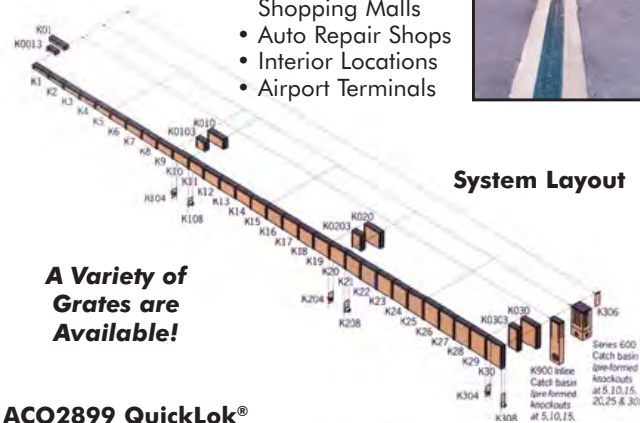 Shopping Malls
• Auto Repair Shops
• Interior Locations
• Airport Terminals
System Layout
A Variety of
Grates are
Available!
K01
K0013
K1
K2
K3
K4
K5
K6
K7
K8
K9
K10
K11
K12
K13
K14
K15
K16
K17
K18
K19
K20
K21
K22
K23
K24
K25
K26
K27
K28
K29
K30
K010
K0103
K104
K108
K020
K0203
K204
K208
K030
K0303
K304
K308
K306
K900 Inline
Catch basin
(pre-formed
knockouts
at 5,10,15,
Series 600
Catch basin
(pre-formed
knockouts
at 5,10,15,
20,25 & 30
ACO2899 QuickLok®